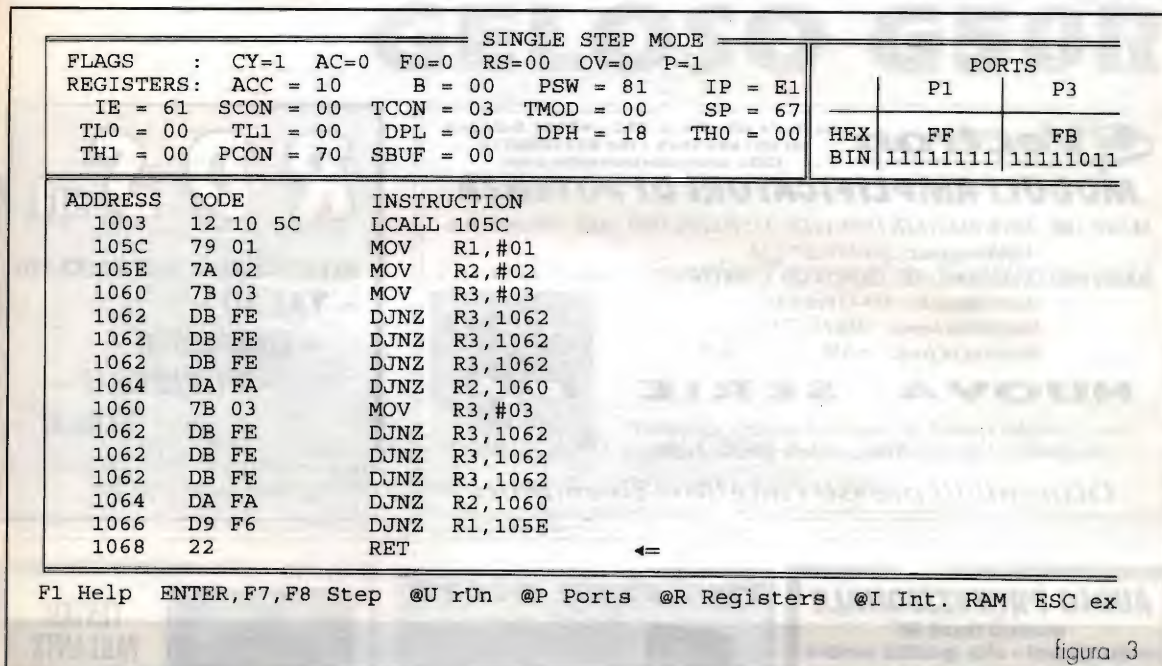 SINGLE STEP MODE
FLAGS : CY=1 AC=0 F0=0 RS=00 OV=0 P=1
REGISTERS: ACC = 10 B = 00 PSW = 81 IP = E1
IE = 61 SCON = 00 TCON = 03 TMOD = 00 SP = 67
TL0 = 00 TL1 = 00 DPL = 00 DPH = 18 TH0 = 00
TH1 = 00 PCON = 70 SBUF = 00
PORTS
P1 P3
HEX FF FB
BIN 11111111 11111011
ADDRESS CODE INSTRUCTION
1003 12 10 5C LCALL 105C
105C 79 01 MOV R1,#01
105E 7A 02 MOV R2,#02
1060 7B 03 MOV R3,#03
1062 DB FE DJNZ R3,1062
1062 DB FE DJNZ R3,1062
1062 DB FE DJNZ R3,1062
1064 DA FA DJNZ R2,1060
1060 7B 03 MOV R3,#03
1062 DB FE DJNZ R3,1062
1062 DB FE DJNZ R3,1062
1062 DB FE DJNZ R3,1062
1064 DA FA DJNZ R2,1060
1066 D9 F6 DJNZ R1,105E
1068 22 RET
F1 Help ENTER,F7,F8 Step @U rUn @P Ports @R Registers @I Int. RAM ESC ex
figura 3